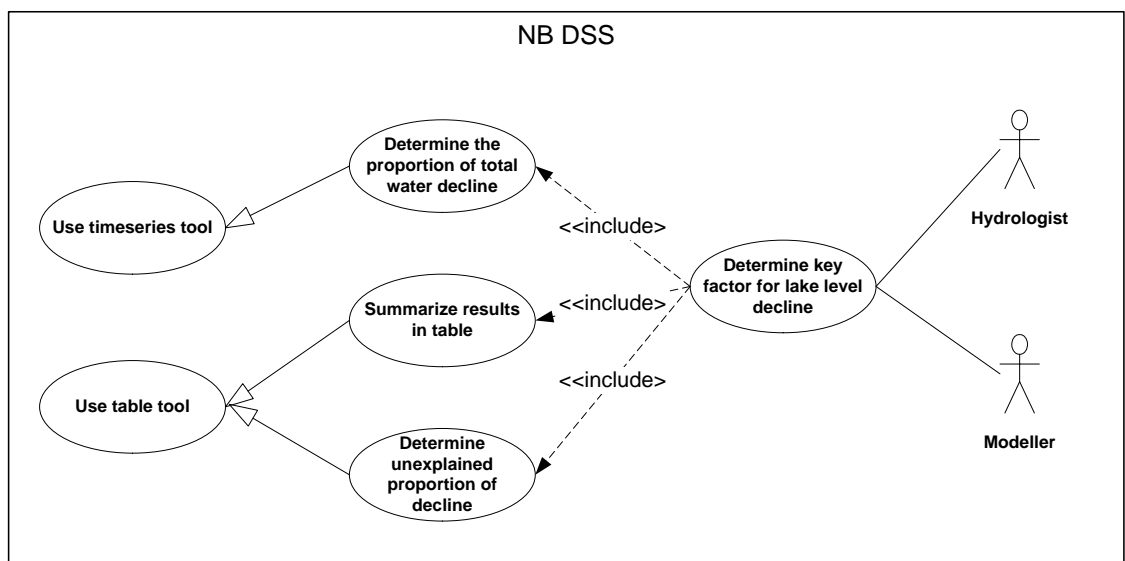 NB DSS
Determine the
proportion of total
water decline
Use timeseries tool
<<include>>
Hydrologist
Determine key
factor for lake level
decline
Summarize results
in table
<<include>>
<<include>>
Use table tool
Determine
unexplained
proportion of
decline
Modeller